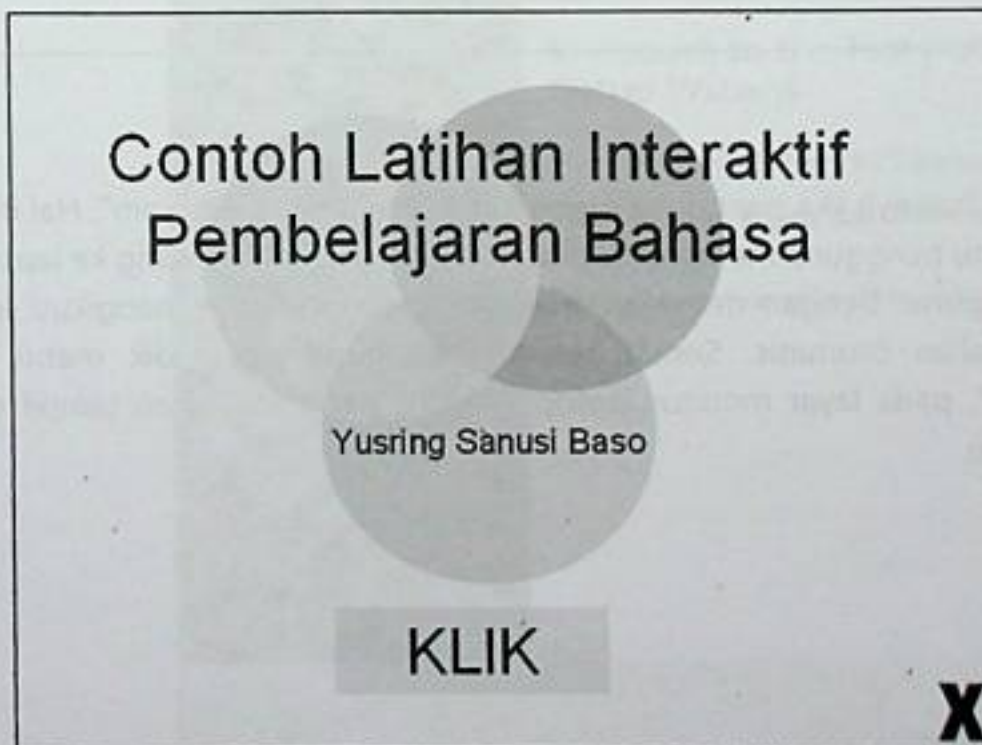 Contoh Latihan Interaktif
Pembelajaran Bahasa
Yusring Sanusi Baso
KLIK
X